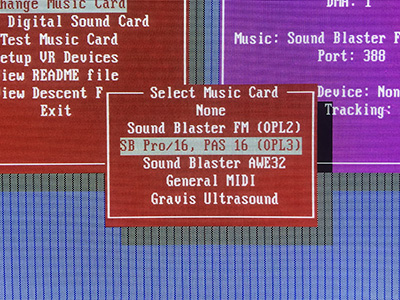 hange Music Card
Digital Sound Card
Test Music Card
etup VR Devices
iew README file
iew Descent F
Exit
DMA: 1
Music: Sound Blaster F
Port: 388
Device: Non
Tracking:
Select Music Card
None
Sound Blaster FM (OPL2)
SB Pro/16, PAS 16 (OPL3)
Sound Blaster AWE32
General MIDI
Gravis Ultrasound